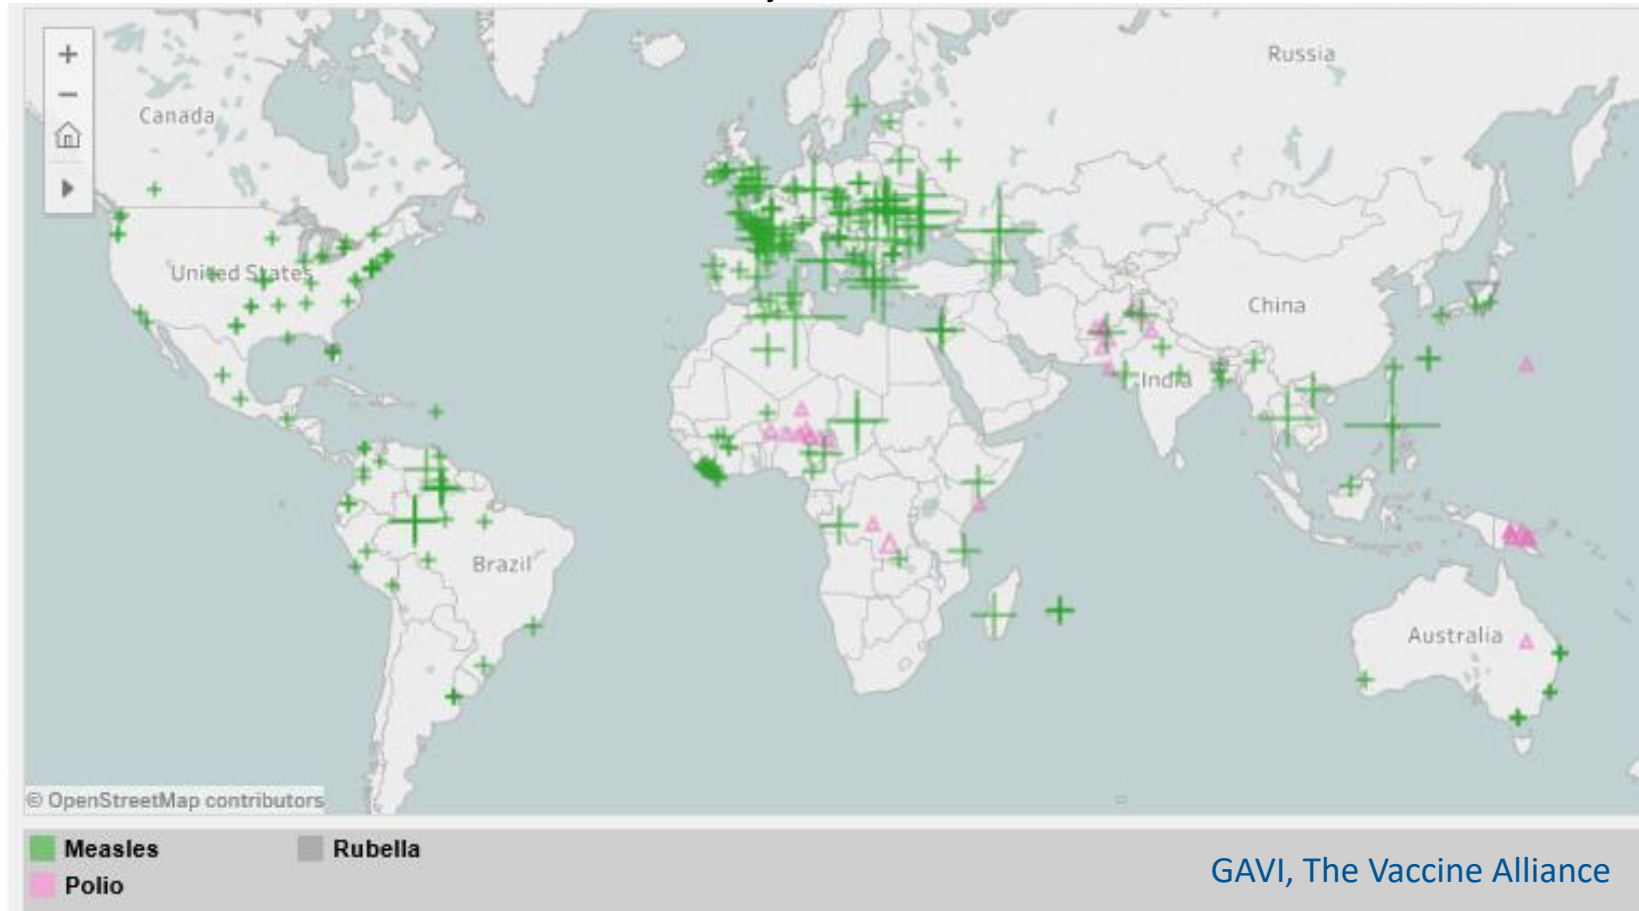 Russia
Canada
United States
China
India
Brazil
Australia
© OpenStreetMap contributors
Measles
Rubella
Polio
GAVI, The Vaccine Alliance